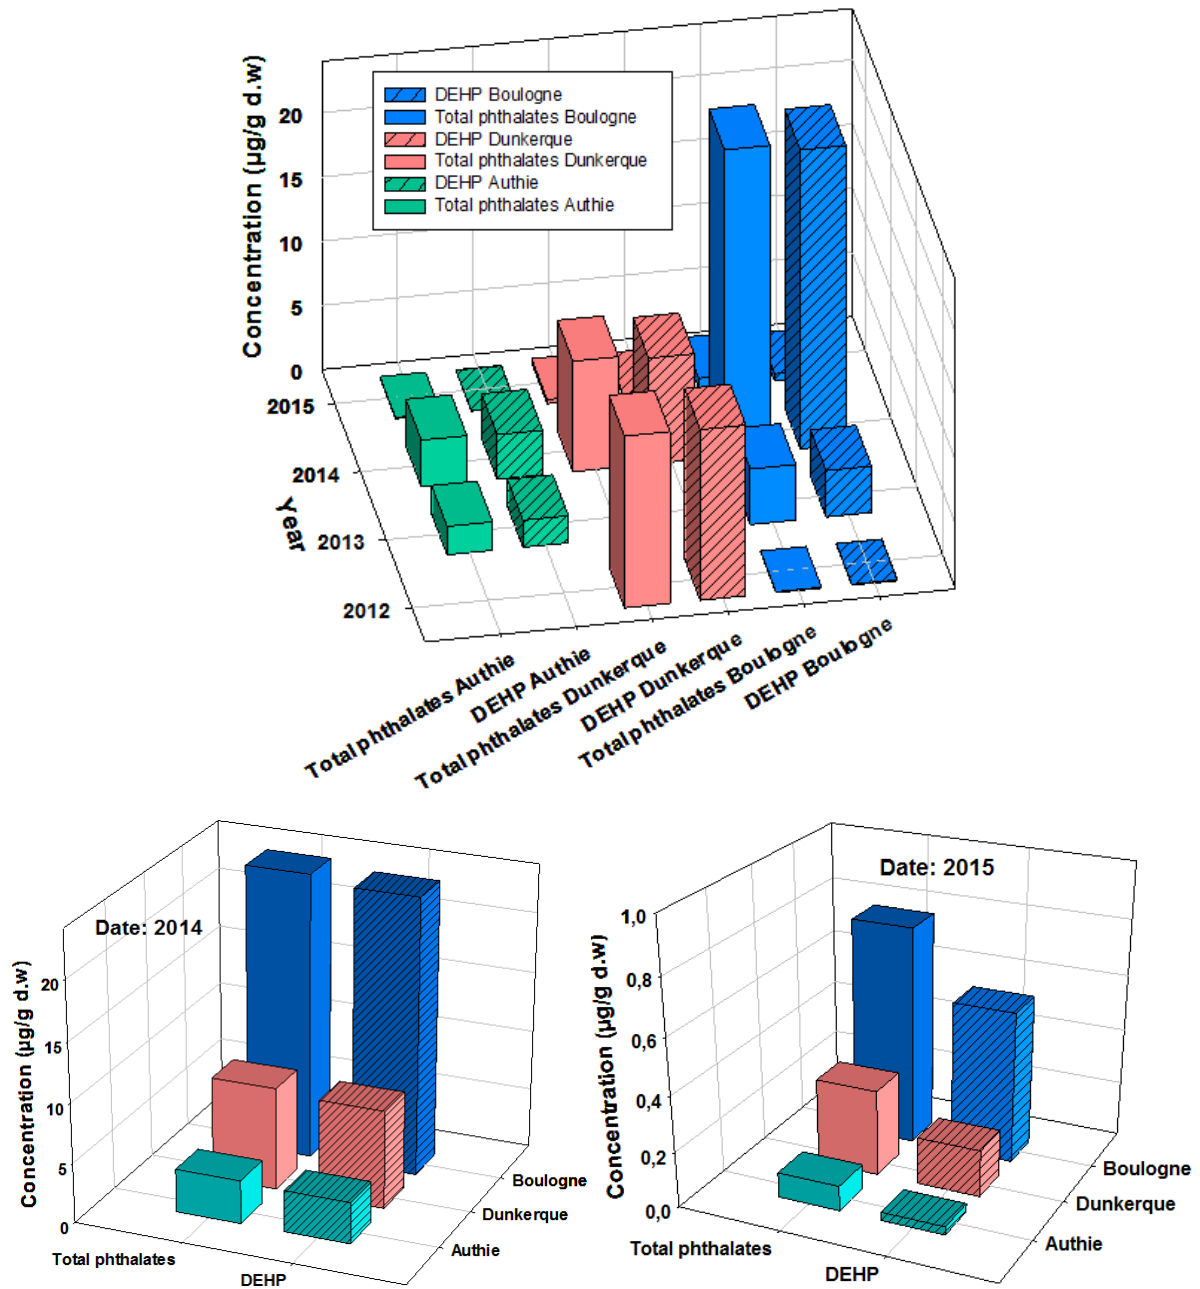 Concentration (µg/g d.w)
20
15
10
5
0
DEHP Boulogne
Total phthalates Boulogne
DEHP Dunkerque
Total phthalates Dunkerque
DEHP Authie
Total phthalates Authie
2015
2014
2013
2012
Year
Total phthalates Authie
DEHP Authie
Total phthalates Dunkerque
DEHP Dunkerque
Total phthalates Boulogne
DEHP Boulogne
Date: 2014
Concentration (µg/g d.w)
20
15
10
5
0
Total phthalates
DEHP
Boulogne
Dunkerque
Authie
Date: 2015
Concentration (µg/g d.w)
1,0
0,8
0,6
0,4
0,2
0,0
Total phthalates
DEHP
Boulogne
Dunkerque
Authie